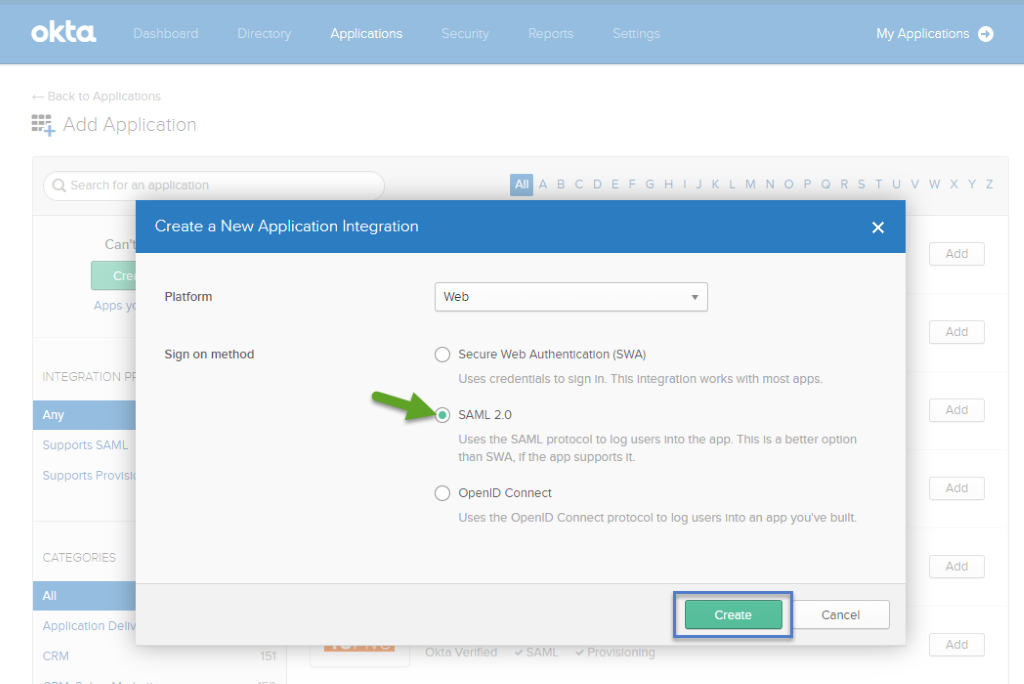 okta
Dashboard Directory Applications Security Reports Settings My Applications
← Back to Applications
Add Application
Search for an application
All A B C D E F G H I J K L M N O P Q R S T U V W X Y Z
Create a New Application Integration
Can't
Add
Platform
Web
Apps
Add
Sign on method
Secure Web Authentication (SWA)
Uses credentials to sign in. This integration works with most apps.
INTEGRATION
Any
SAML 2.0
Add
Uses the SAML protocol to log users into the app. This is a better option
than SWA, if the app supports it.
Supports SAML
Supports
OpenID Connect
Add
Uses the OpenID Connect protocol to log users into an app you've built.
CATEGORIES
Add
All
Create
Cancel
Application
Okta Verified ✓ SAML ✓ Provisioning
Add
CRM 151